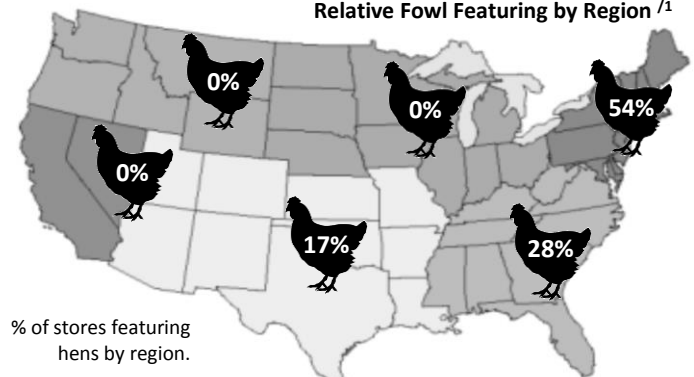 Relative Fowl Featuring by Region /1
0%
0%
54%
0%
17%
28%
% of stores featuring
hens by region.